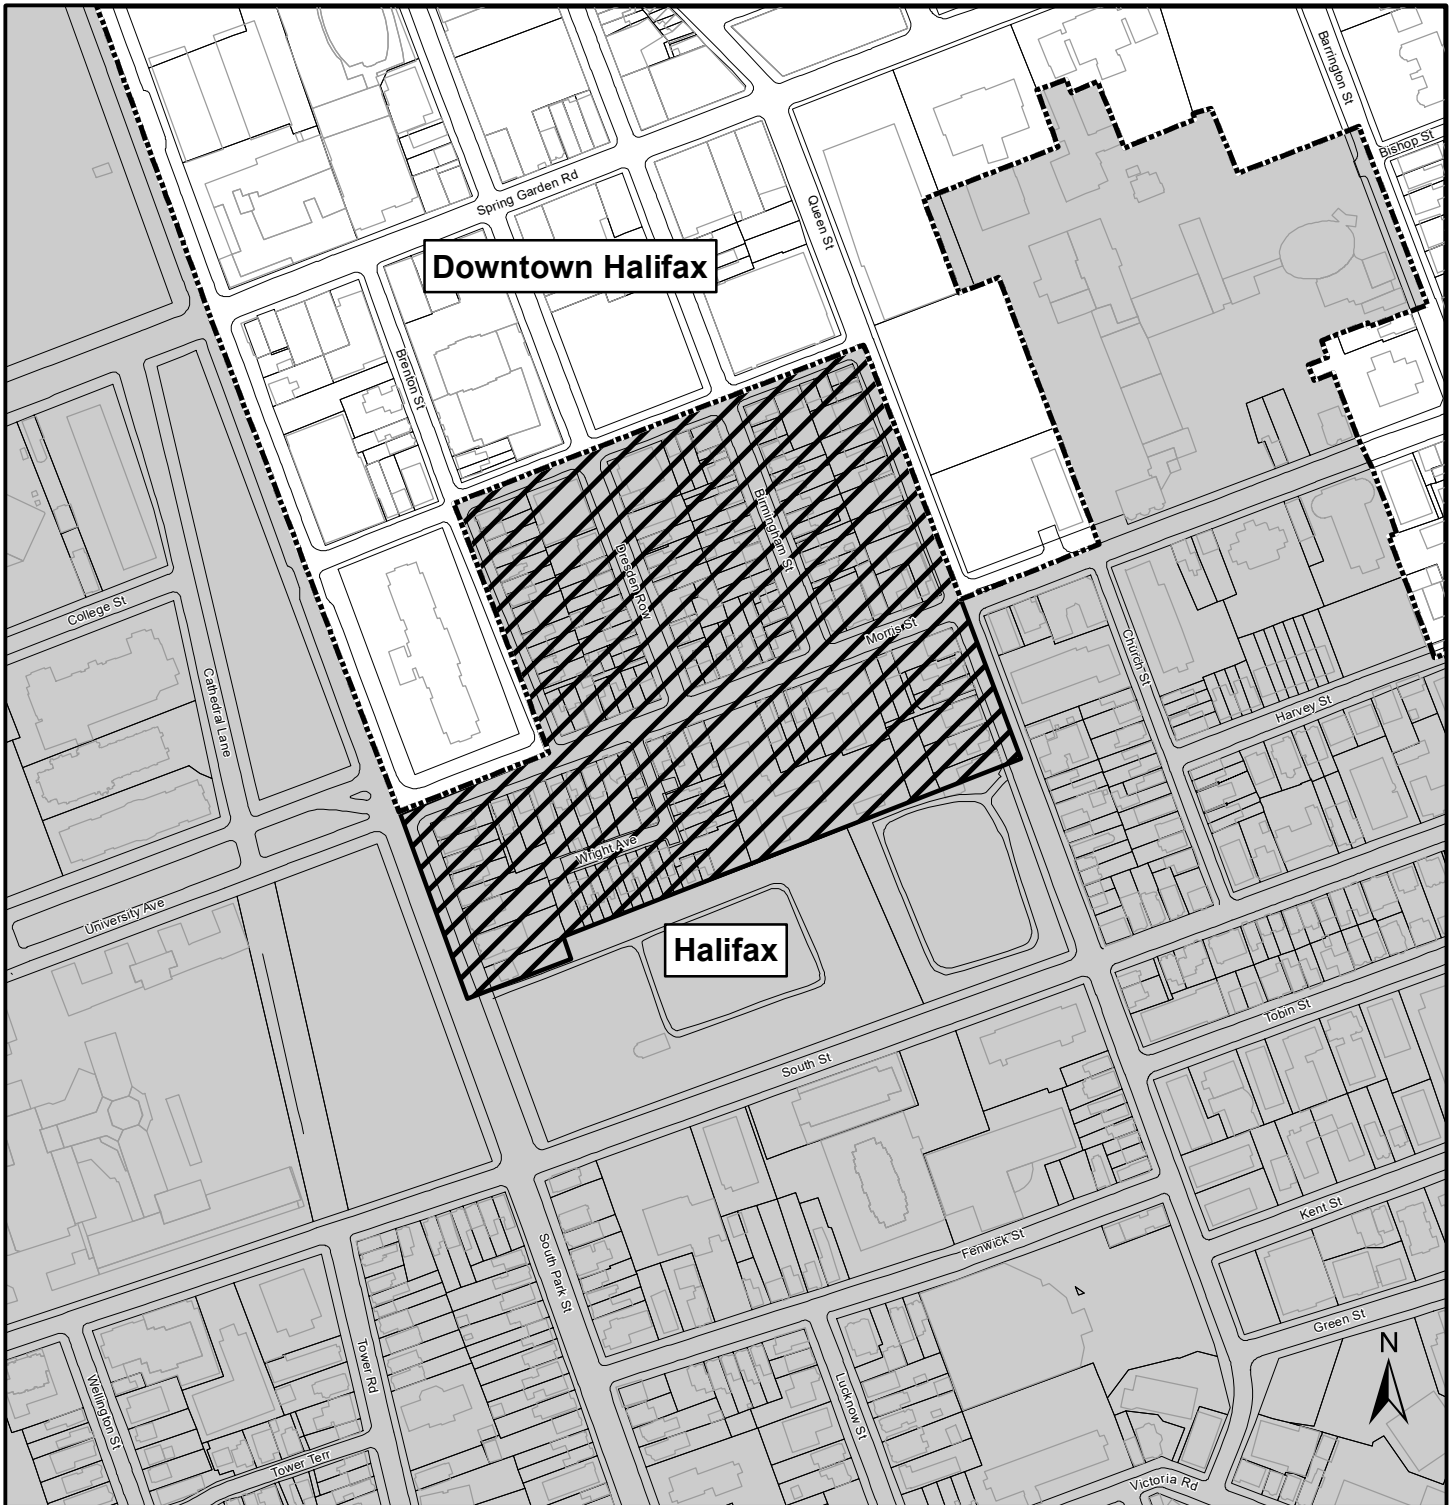 Barrington St
Bishop St
Spring Garden Rd
Queen St
Downtown Halifax
Brenton St
Birmingham St
Dresden Row
College St
Morris St
Church St
Cathedral Lane
Harvey St
Wright Ave
University Ave
Halifax
Tobin St
South St
Kent St
Fenwick St
South Park St
Green St
N
Tower Rd
Wellington St
Lucknow St
Tower Terr
Victoria Rd